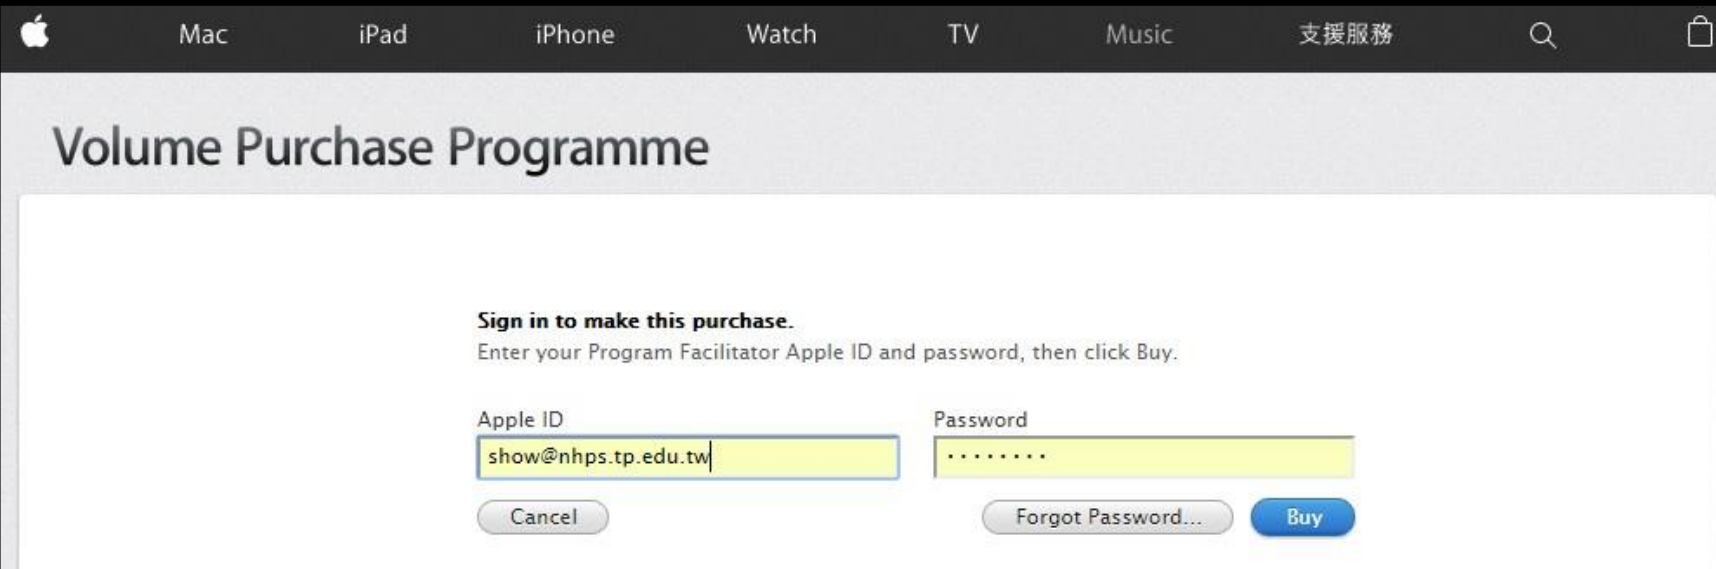 Mac iPad iPhone Watch TV Music 支援服務
Volume Purchase Programme
Sign in to make this purchase.
Enter your Program Facilitator Apple ID and password, then click Buy.
Apple ID Password
show@nhps.tp.edu.tw ········
Cancel Forgot Password... Buy